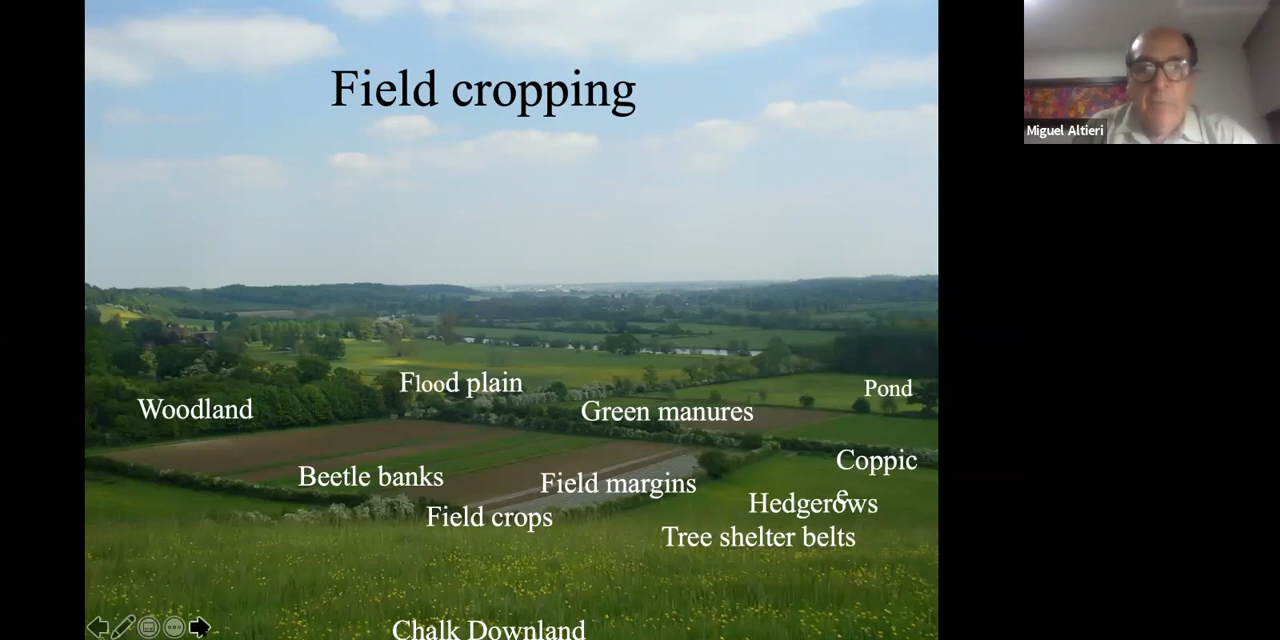 Field cropping
Miguel Altieri
Flood plain
Pond
Woodland
Green manures
Coppic
e
Beetle banks
Field margins
Hedgerows
Field crops
Tree shelter belts
Chalk Downland